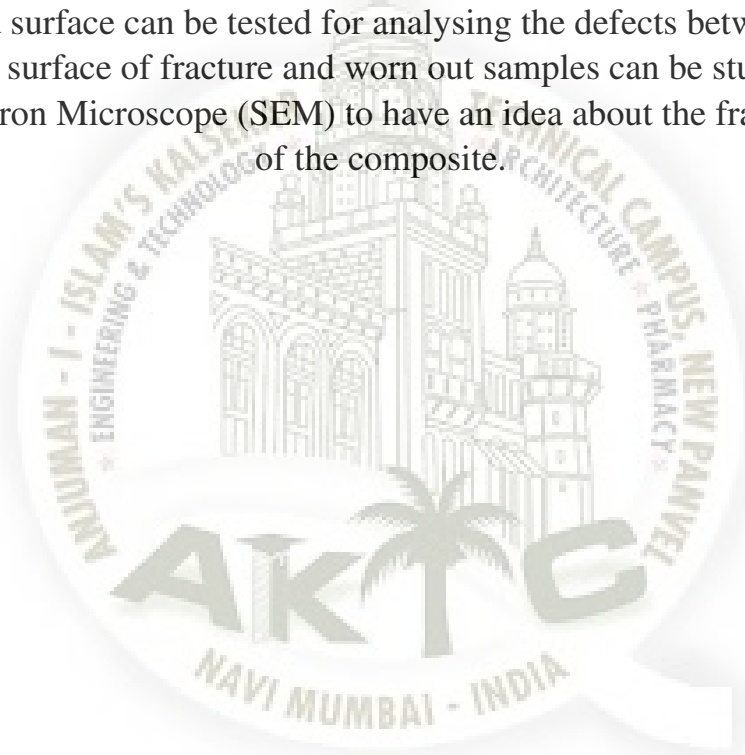 surface can be tested for analysing the defects betw
surface of fracture and worn out samples can be stu
ron Microscope (SEM) to have an idea about the fra
of the composite.
ANJUMAN - I - ISLAM'S KALSEKAR TECHNICAL CAMPUS, NEW PANVEL
ENGINEERING & TECHNOLOGY ARCHITECTURE PHARMACY
AKTC
NAVI MUMBAI - INDIA